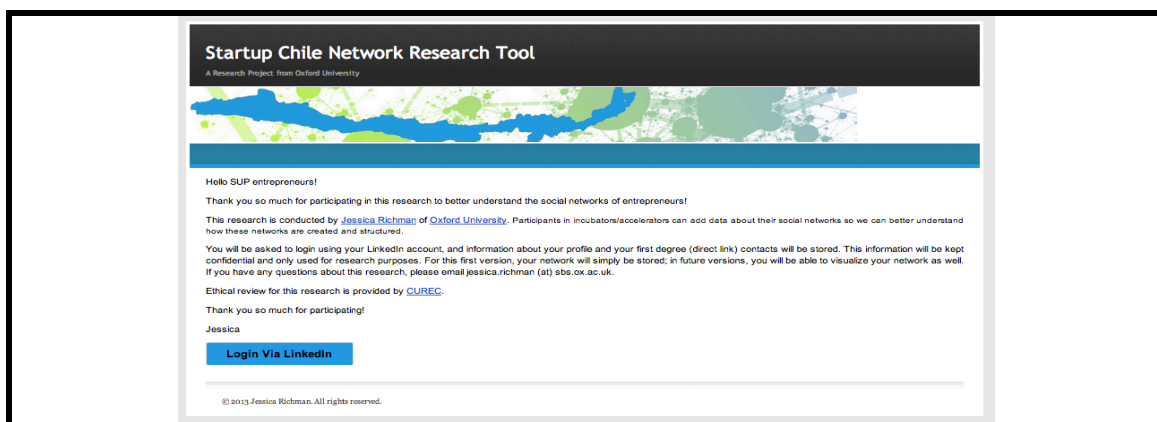 Startup Chile Network Research Tool
A Research Project from Oxford University
Hello SUP entrepreneurs!
Thank you so much for participating in this research to better understand the social networks of entrepreneurs!
This research is conducted by Jessica Richman of Oxford University. Participants in incubators/accelerators can add data about their social networks so we can better understand
how these networks are created and structured.
You will be asked to login using your LinkedIn account, and information about your profile and your first degree (direct link) contacts will be stored. This information will be kept
confidential and only used for research purposes. For this first version, your network will simply be stored; in future versions, you will be able to visualize your network as well.
If you have any questions about this research, please email jessica.richman (at) sbs.ox.ac.uk.
Ethical review for this research is provided by CUREC.
Thank you so much for participating!
Jessica
Login Via LinkedIn
© 2013 Jessica Richman. All rights reserved.